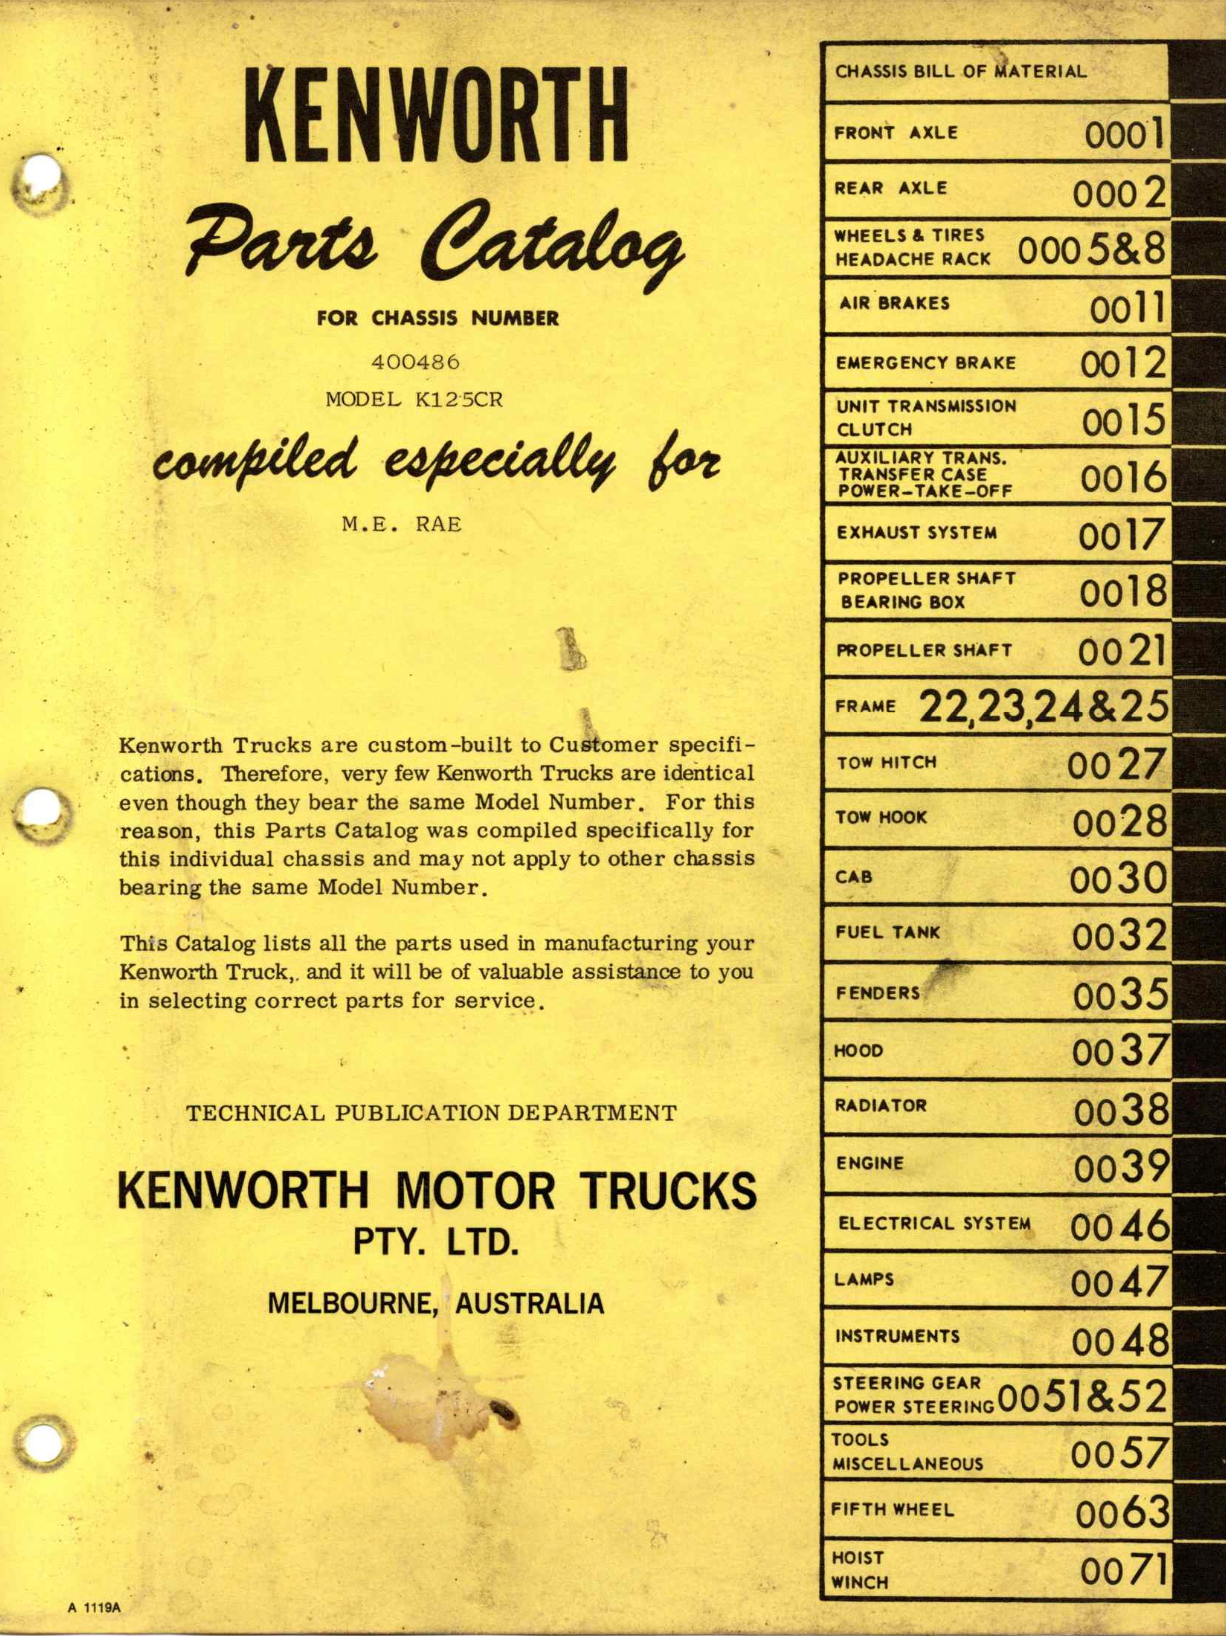 KENWORTH
Parts Catalog
FOR CHASSIS NUMBER
400486
MODEL K125CR
compiled especially for
M.E. RAE
Kenworth Trucks are custom-built to Customer specifi-
cations. Therefore, very few Kenworth Trucks are identical
even though they bear the same Model Number. For this
reason, this Parts Catalog was compiled specifically for
this individual chassis and may not apply to other chassis
bearing the same Model Number.
This Catalog lists all the parts used in manufacturing your
Kenworth Truck,. and it will be of valuable assistance to you
in selecting correct parts for service.
TECHNICAL PUBLICATION DEPARTMENT
KENWORTH MOTOR TRUCKS
PTY. LTD.
MELBOURNE, AUSTRALIA
A 1119A
CHASSIS BILL OF MATERIAL
FRONT AXLE 0001
REAR AXLE 0002
WHEELS & TIRES
HEADACHE RACK 0005&8
AIR BRAKES 0011
EMERGENCY BRAKE 0012
UNIT TRANSMISSION
CLUTCH 0015
AUXILIARY TRANS.
TRANSFER CASE 0016
POWER-TAKE-OFF
EXHAUST SYSTEM 0017
PROPELLER SHAFT
BEARING BOX 0018
PROPELLER SHAFT 0021
FRAME 22,23,24&25
TOW HITCH 0027
TOW HOOK 0028
CAB 0030
FUEL TANK 0032
FENDERS 0035
HOOD 0037
RADIATOR 0038
ENGINE 0039
ELECTRICAL SYSTEM 0046
LAMPS 0047
INSTRUMENTS 0048
STEERING GEAR
POWER STEERING 0051&52
TOOLS
MISCELLANEOUS 0057
FIFTH WHEEL 0063
HOIST
WINCH 0071